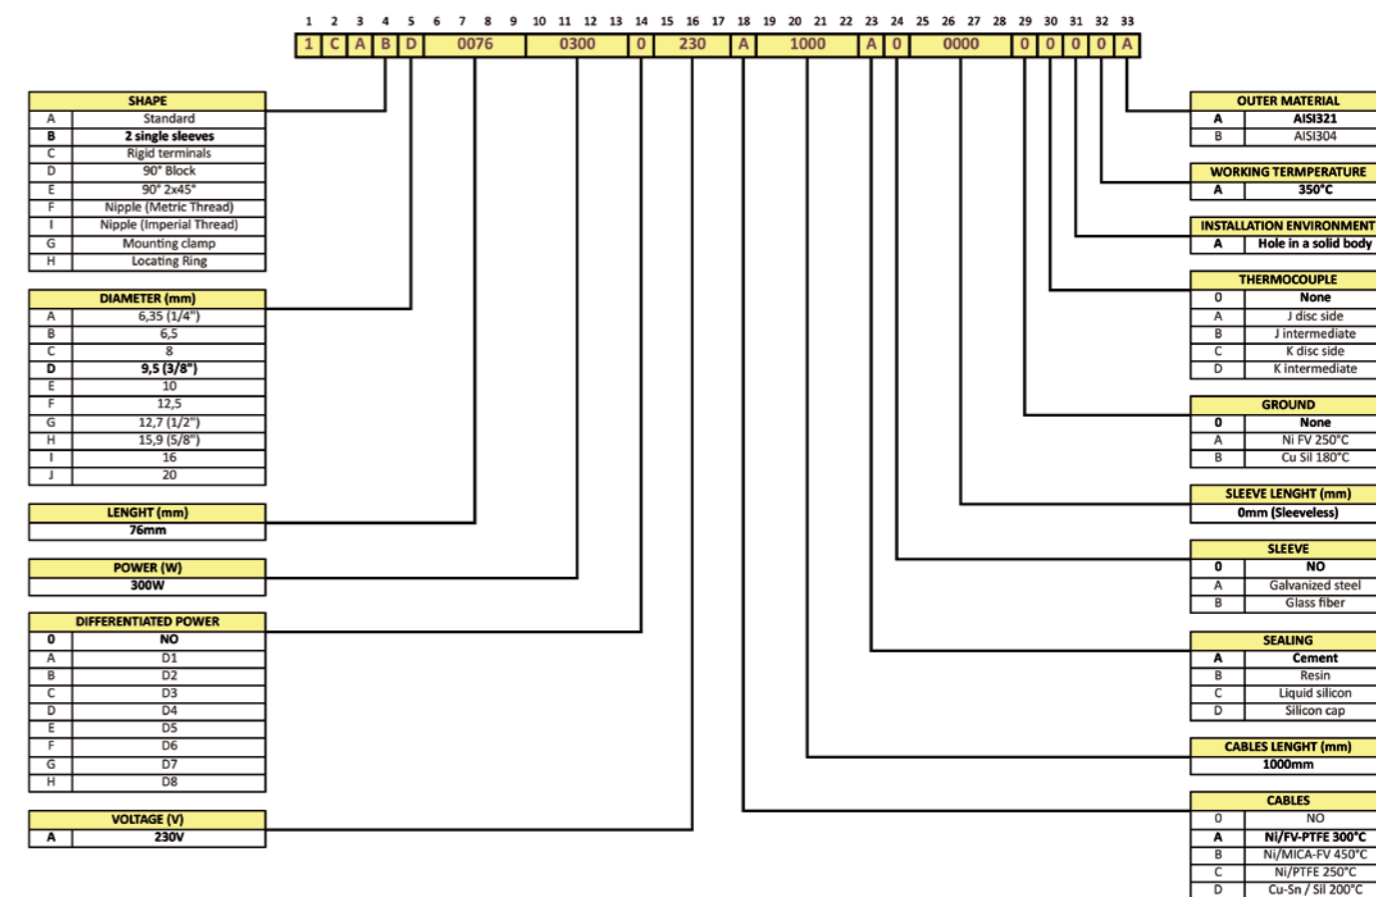 1 2 3 4 5 6 7 8 9 10 11 12 13 14 15 16 17 18 19 20 21 22 23 24 25 26 27 28 29 30 31 32 33
1 C A B D 0076 0300 0 230 A 1000 A 0 0000 0 0 0 0 A
SHAPE
A Standard
B 2 single sleeves
C Rigid terminals
D 90° Block
E 90° 2x45°
F Nipple (Metric Thread)
I Nipple (Imperial Thread)
G Mounting clamp
H Locating Ring
DIAMETER (mm)
A 6,35 (1/4")
B 6,5
C 8
D 9,5 (3/8")
E 10
F 12,5
G 12,7 (1/2")
H 15,9 (5/8")
I 16
J 20
LENGHT (mm)
76mm
POWER (W)
300W
DIFFERENTIATED POWER
0 NO
A D1
B D2
C D3
D D4
E D5
F D6
G D7
H D8
VOLTAGE (V)
A 230V
OUTER MATERIAL
A AISI321
B AISI304
WORKING TERMPERATURE
A 350°C
INSTALLATION ENVIRONMENT
A Hole in a solid body
THERMOCOUPLE
0 None
A J disc side
B J intermediate
C K disc side
D K intermediate
GROUND
0 None
A Ni FV 250°C
B Cu Sil 180°C
SLEEVE LENGHT (mm)
0mm (Sleeveless)
SLEEVE
0 NO
A Galvanized steel
B Glass fiber
SEALING
A Cement
B Resin
C Liquid silicon
D Silicon cap
CABLES LENGHT (mm)
1000mm
CABLES
0 NO
A Ni/FV-PTFE 300°C
B Ni/MICA-FV 450°C
C Ni/PTFE 250°C
D Cu-Sn / Sil 200°C